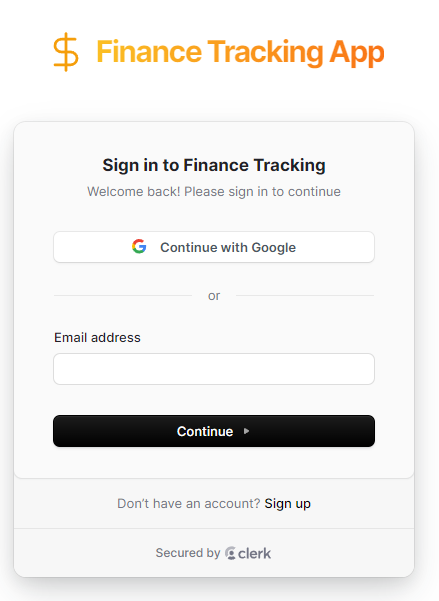 $ Finance Tracking App
Sign in to Finance Tracking
Welcome back! Please sign in to continue
Continue with Google
or
Email address
Continue
Don’t have an account? Sign up
Secured by clerk